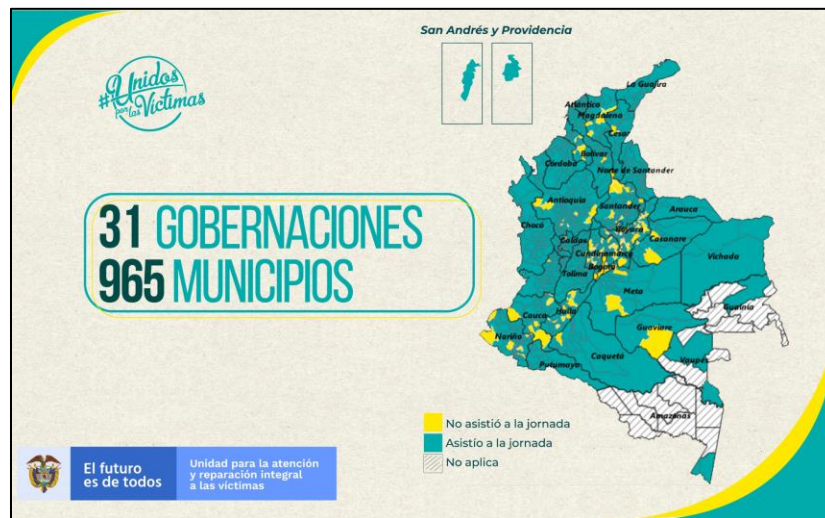 San Andrés y Providencia
#Unidos
por las Víctimas
La Guajira
Atlántico
Magdalena
Cesar
Bolívar
Córdoba
Norte de Santander
Antioquia
Santander
Arauca
Chocó
Boyacá
Casanare
Caldas
Cundinamarca
Vichada
Bogotá
Tolima
Meta
Guainía
Cauca
Huila
Guaviare
Nariño
Vaupés
Caquetá
Putumayo
Amazonas
31 GOBERNACIONES
965 MUNICIPIOS
No asistió a la jornada
Asistío a la jornada
No aplica
El futuro
es de todos
Unidad para la atención
y reparación integral
a las víctimas